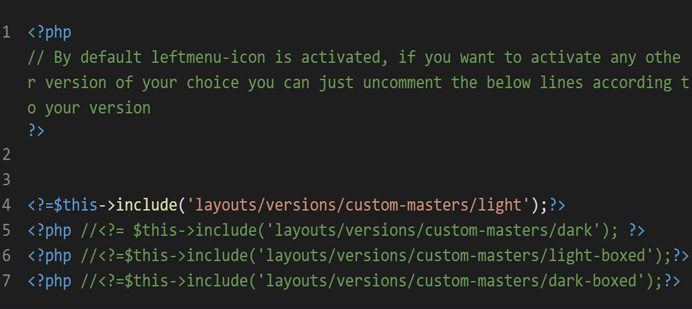 1 <?php
// By default leftmenu-icon is activated, if you want to activate any othe
r version of your choice you can just uncomment the below lines according t
o your version
?>
2
3
4 <?=$this->include('layouts/versions/custom-masters/light');?>
5 <?php //<?= $this->include('layouts/versions/custom-masters/dark'); ?>
6 <?php //<?=$this->include('layouts/versions/custom-masters/light-boxed');?>
7 <?php //<?=$this->include('layouts/versions/custom-masters/dark-boxed');?>